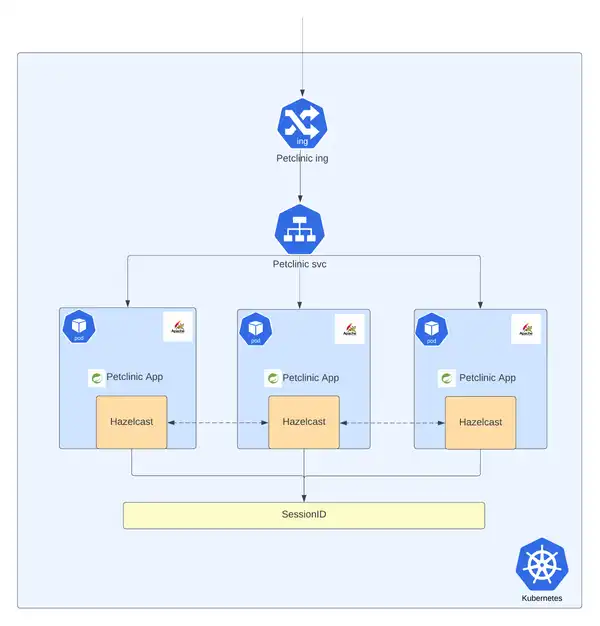 ing
Petclinic ing
Petclinic svc
pod
Apache
pod
Apache
pod
Apache
Petclinic App
Petclinic App
Petclinic App
Hazelcast
Hazelcast
Hazelcast
SessionID
Kubernetes